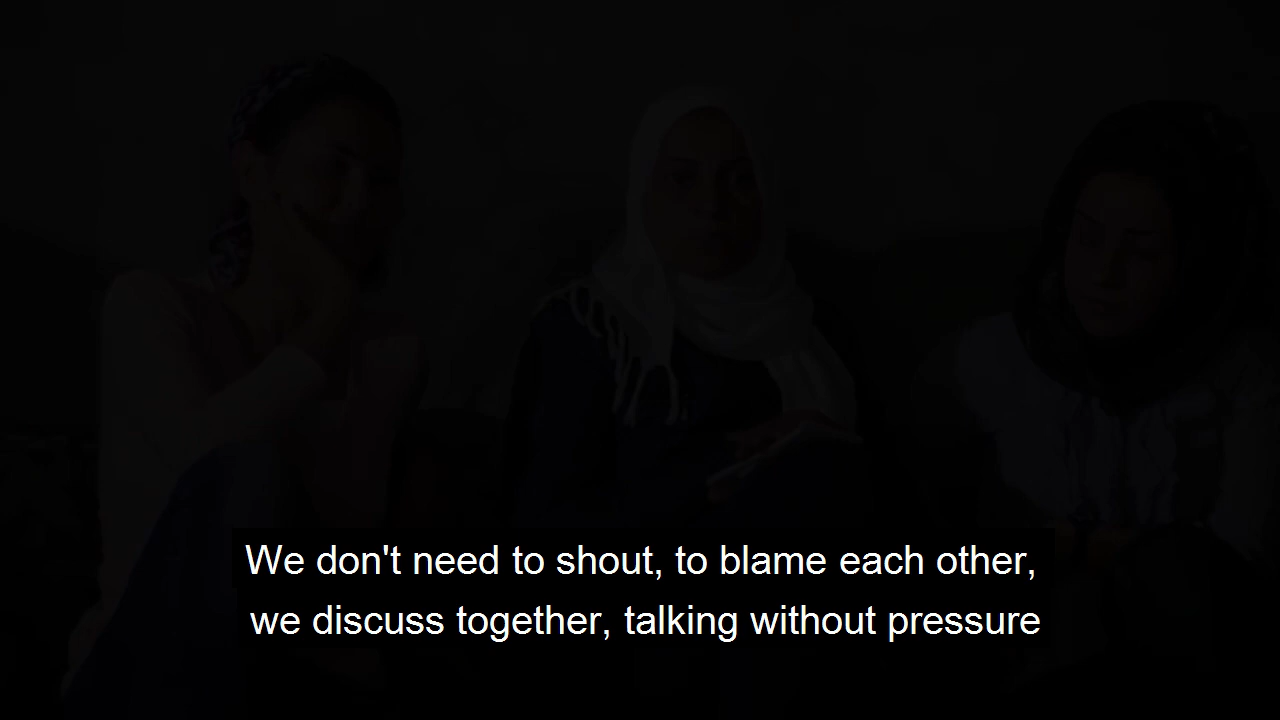 We don't need to shout, to blame each other,
we discuss together, talking without pressure